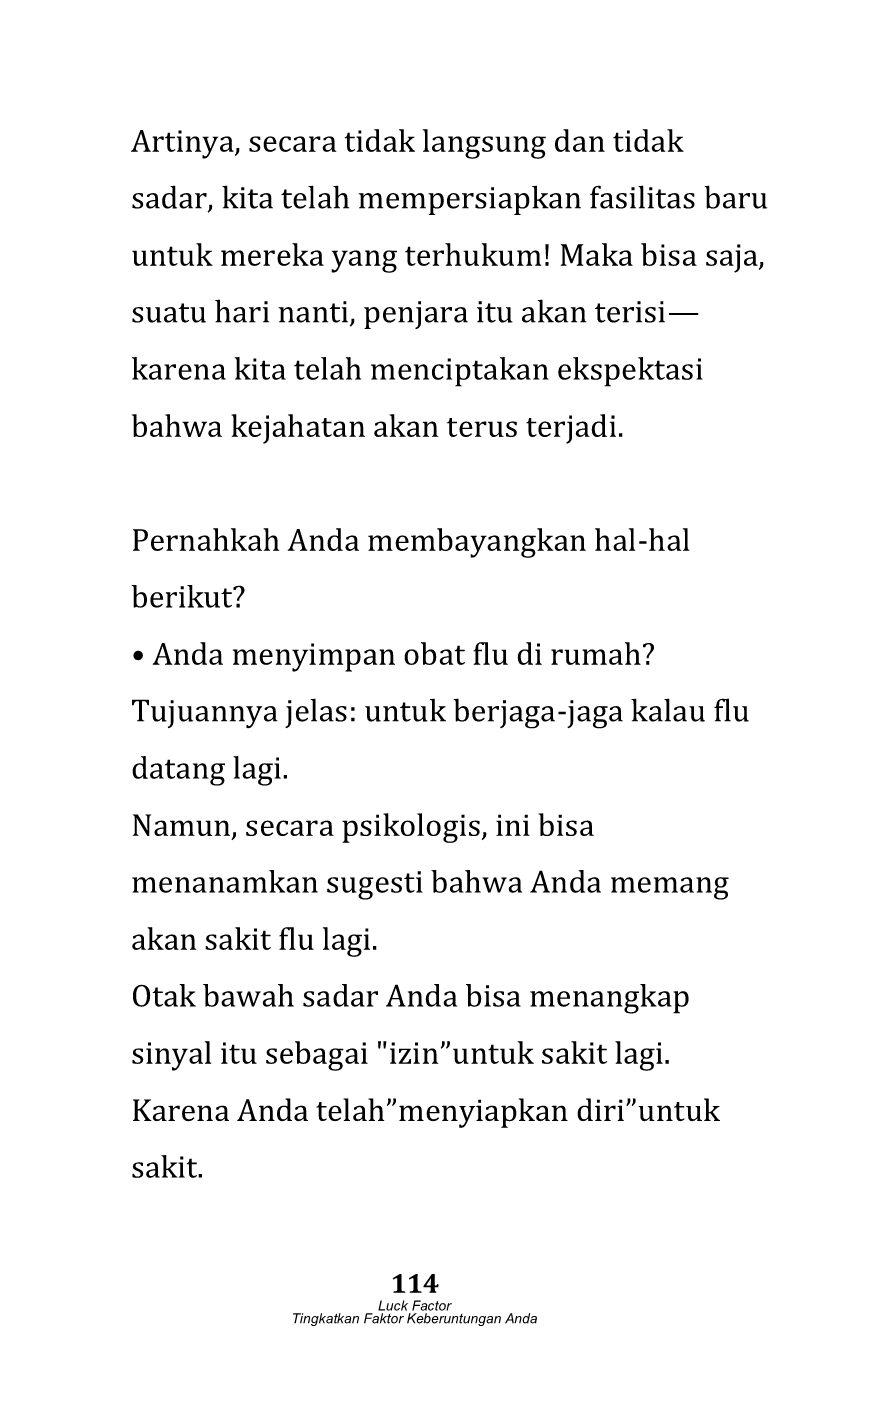 Artinya, secara tidak langsung dan tidak
sadar, kita telah mempersiapkan fasilitas baru
untuk mereka yang terhukum! Maka bisa saja,
suatu hari nanti, penjara itu akan terisi—
karena kita telah menciptakan ekspektasi
bahwa kejahatan akan terus terjadi.
Pernahkah Anda membayangkan hal-hal
berikut?
• Anda menyimpan obat flu di rumah?
Tujuannya jelas: untuk berjaga-jaga kalau flu
datang lagi.
Namun, secara psikologis, ini bisa
menanamkan sugesti bahwa Anda memang
akan sakit flu lagi.
Otak bawah sadar Anda bisa menangkap
sinyal itu sebagai "izin”untuk sakit lagi.
Karena Anda telah”menyiapkan diri”untuk
sakit.
114
Luck Factor
Tingkatkan Faktor Keberuntungan Anda